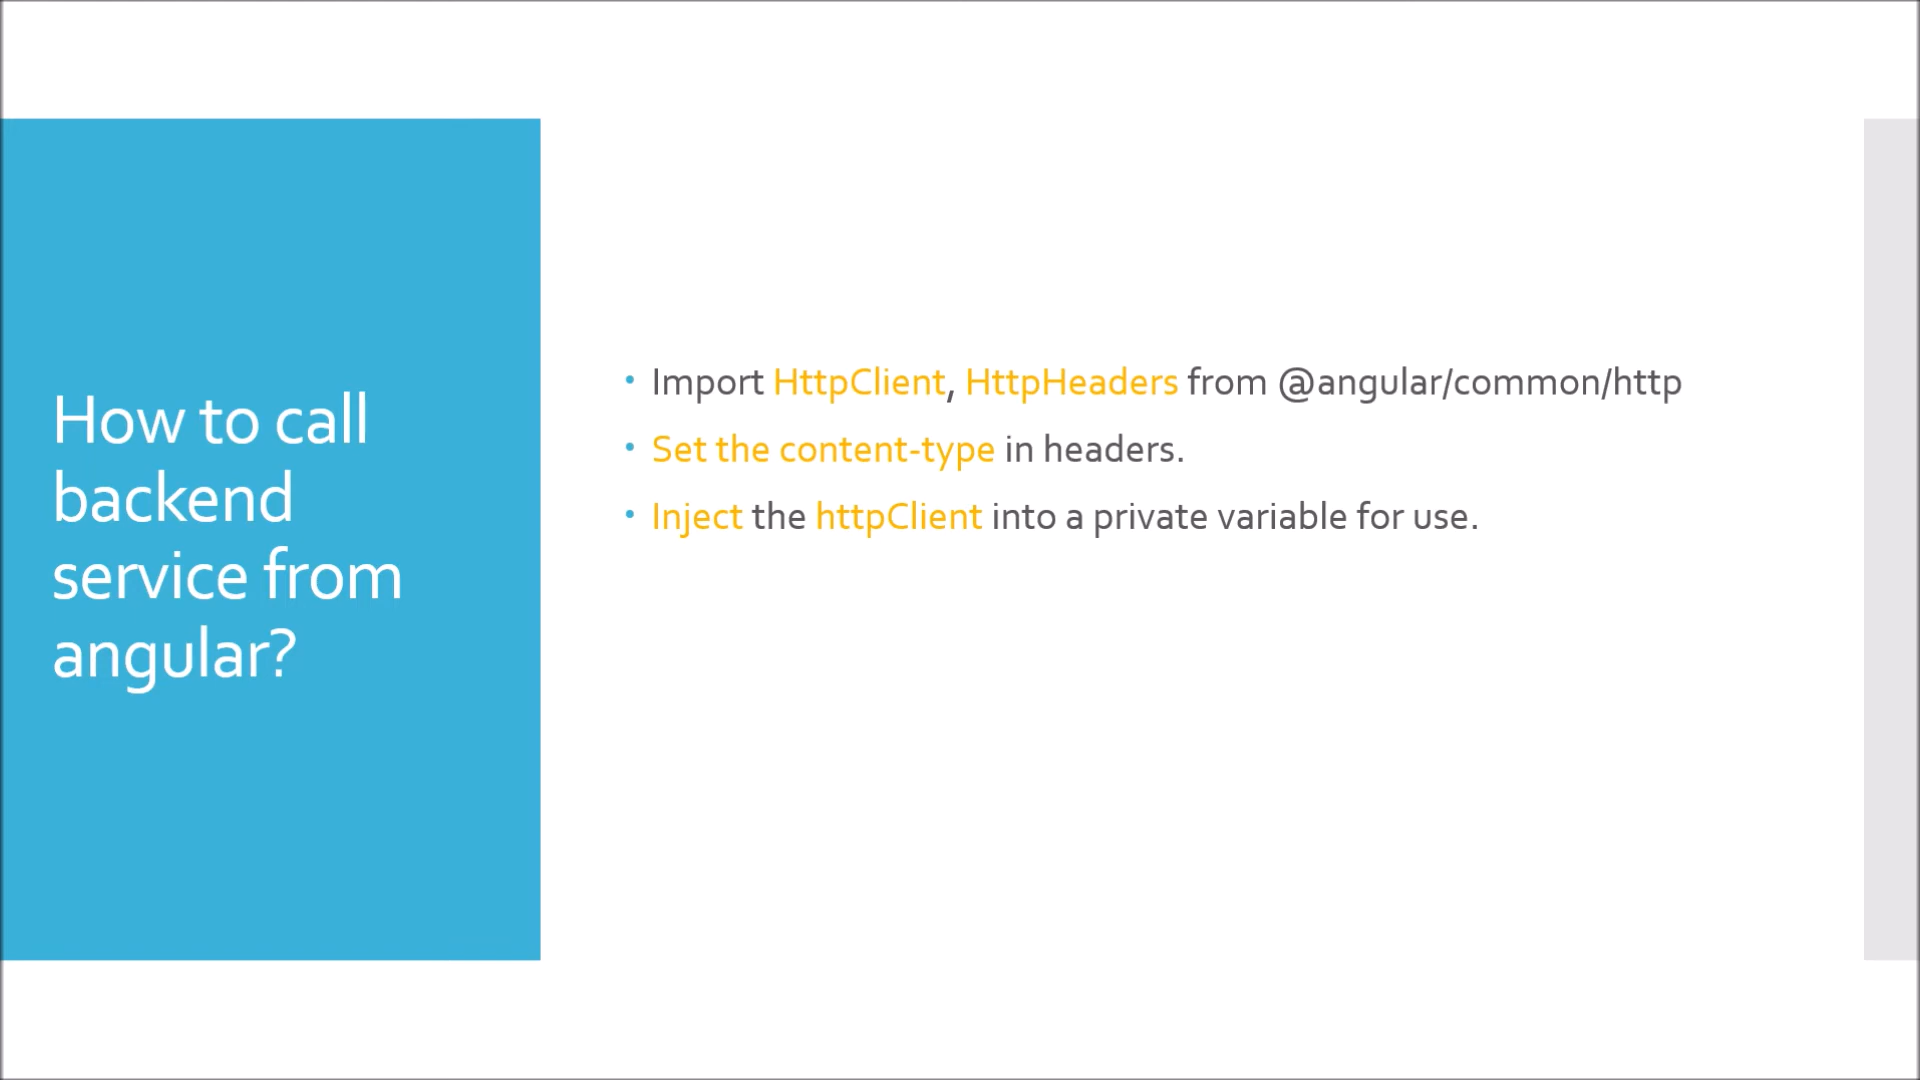 How to call
backend
service from
angular?
• Import HttpClient, HttpHeaders from @angular/common/http
• Set the content-type in headers.
• Inject the httpClient into a private variable for use.